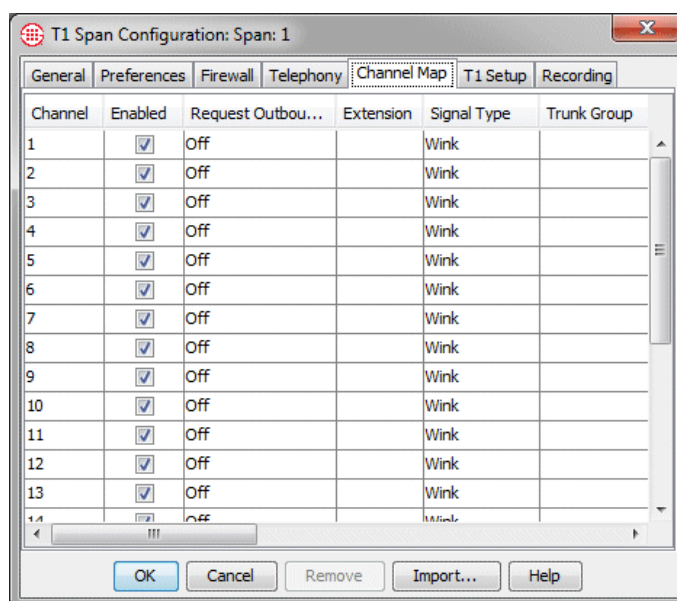 T1 Span Configuration: Span: 1
General Preferences Firewall Telephony Channel Map T1 Setup Recording
Channel Enabled Request Outbou... Extension Signal Type Trunk Group
1 Off Wink
2 Off Wink
3 Off Wink
4 Off Wink
5 Off Wink
6 Off Wink
7 Off Wink
8 Off Wink
9 Off Wink
10 Off Wink
11 Off Wink
12 Off Wink
13 Off Wink
14 Off Wink
OK Cancel Remove Import... Help